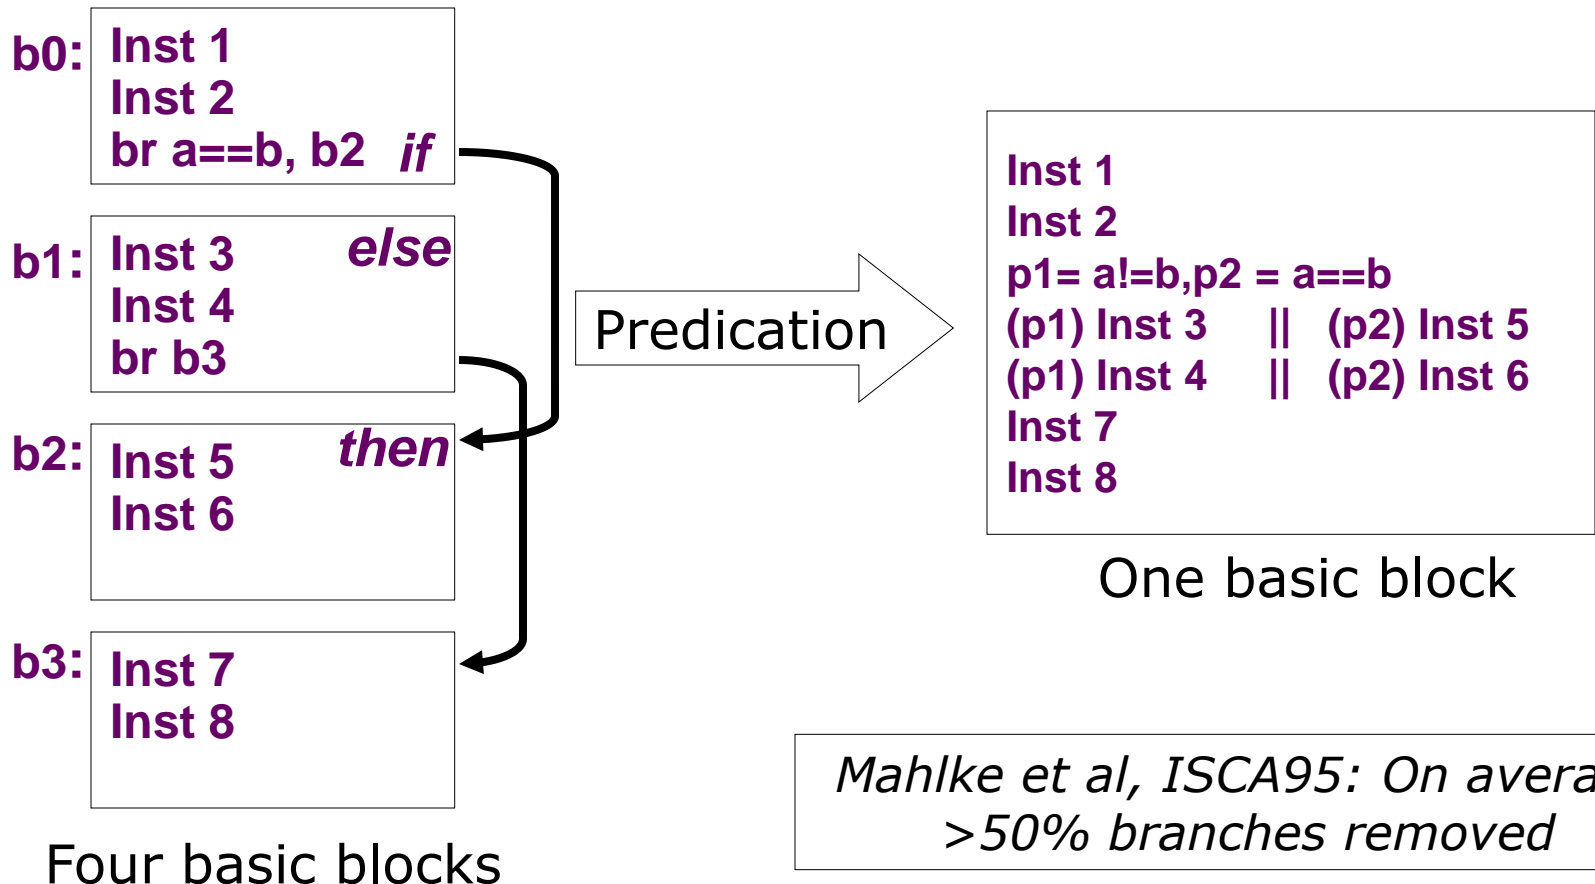 b0:
Inst 1
Inst 2
br a==b, b2 if
b1:
Inst 3 else
Inst 4
br b3
b2:
Inst 5 then
Inst 6
b3:
Inst 7
Inst 8
Four basic blocks
Predication
Inst 1
Inst 2
p1= a!=b,p2 = a==b
(p1) Inst 3 || (p2) Inst 5
(p1) Inst 4 || (p2) Inst 6
Inst 7
Inst 8
One basic block
Mahlke et al, ISCA95: On
>50% branches removed